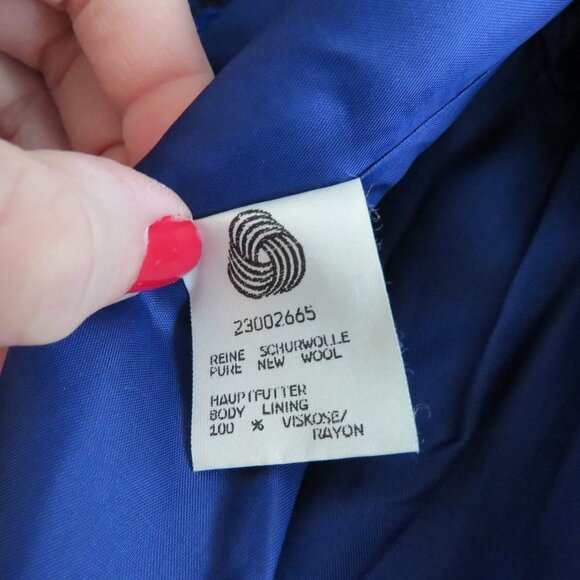 23002665
REINE SCHURWOLLE
PURE NEW WOOL
HAUPTFUTTER
BODY LINING
100 % VISKOSE/
RAYON